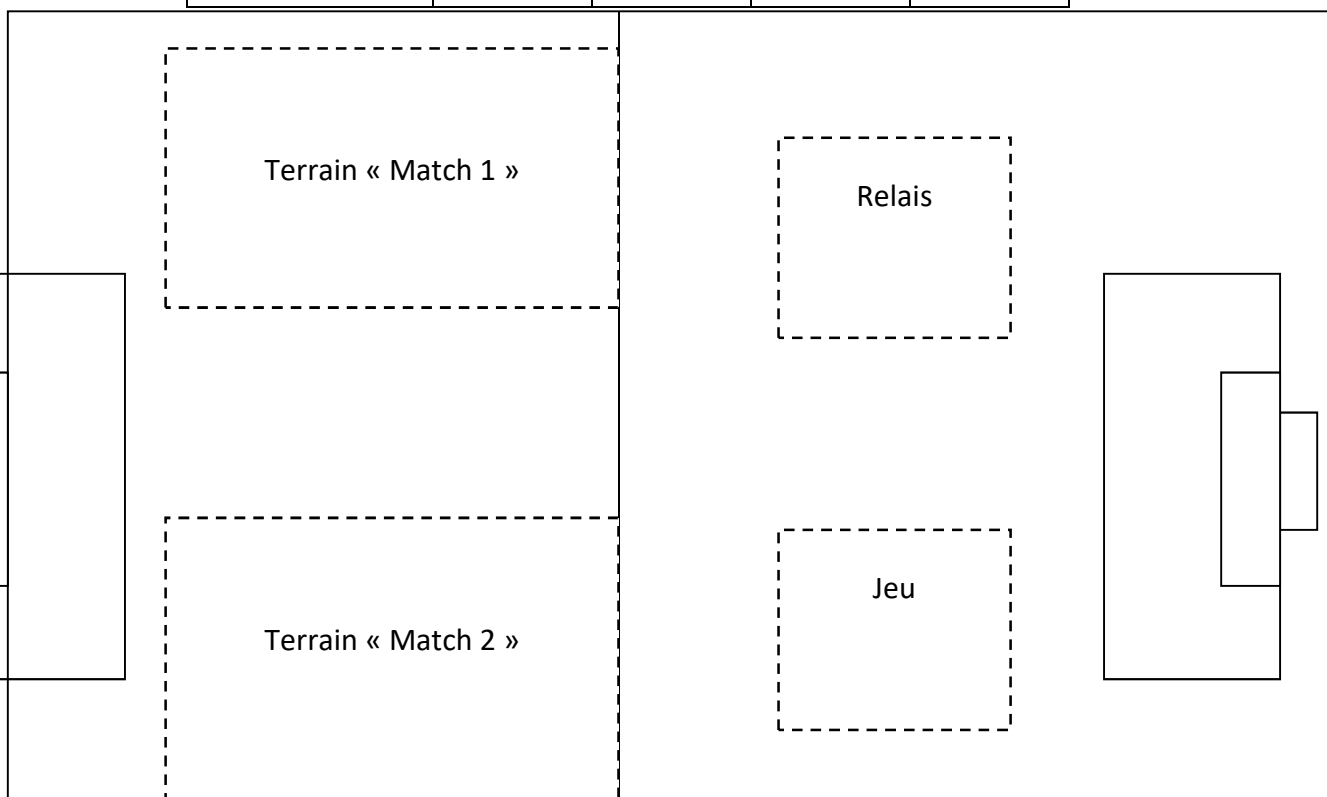 Terrain « Match 1 »
Relais
Jeu
Terrain « Match 2 »